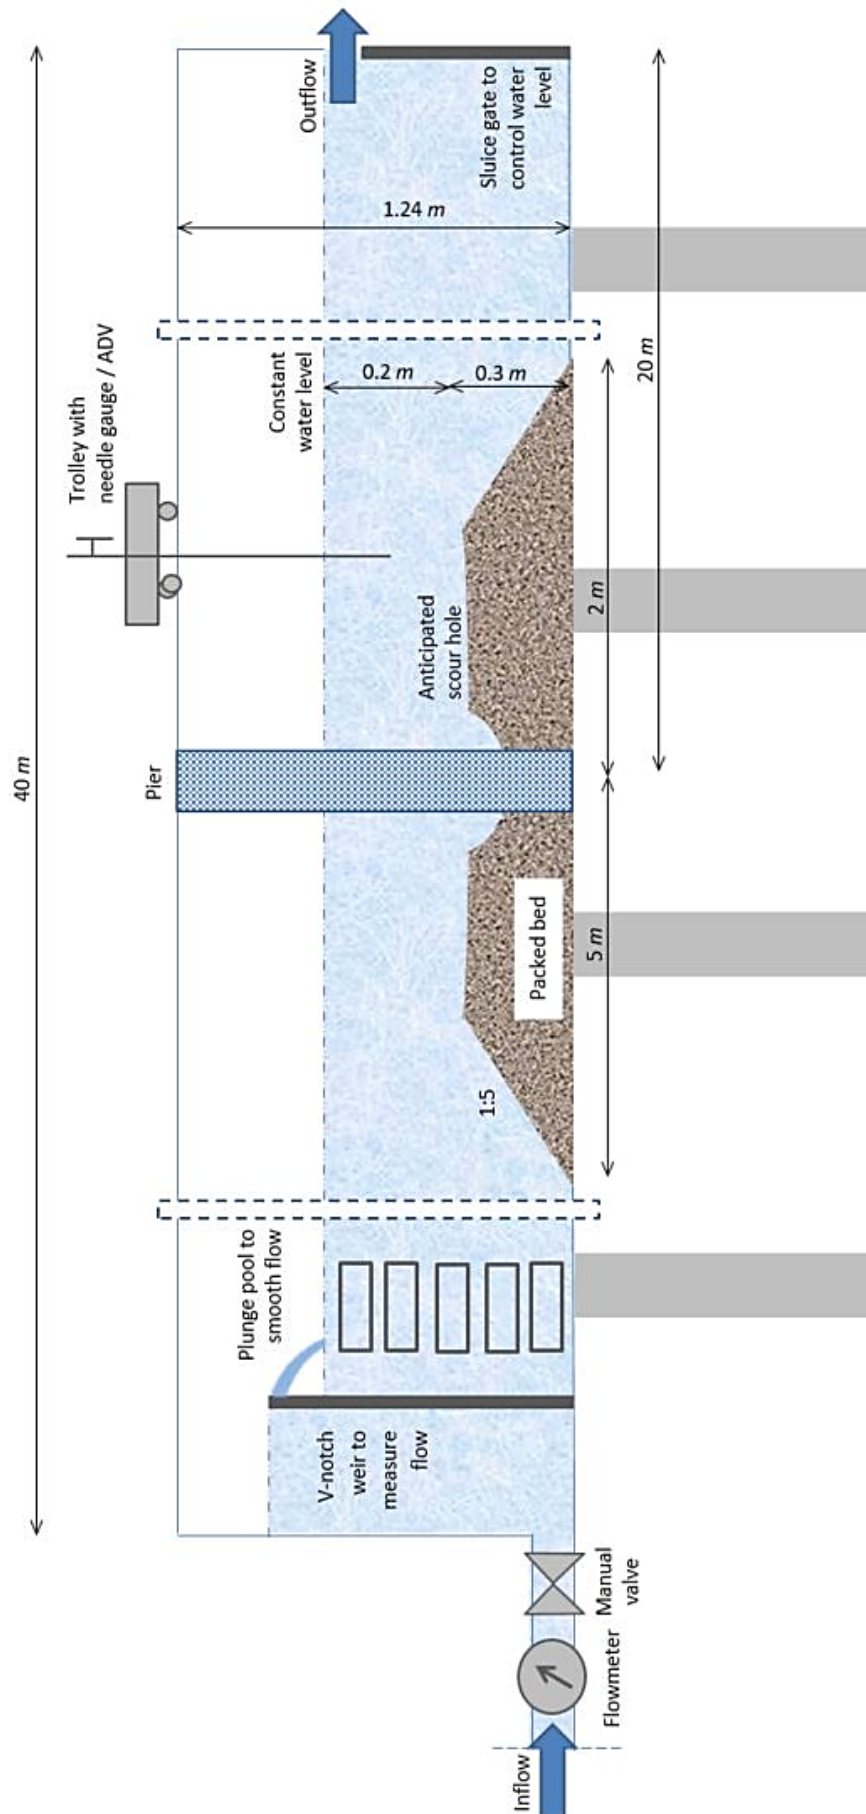 Inflow
Flowmeter
Manual
valve
V-notch
weir to
measure
flow
Plunge pool to
smooth flow
40 m
1:5
Packed bed
5 m
Pier
Anticipated
scour hole
2 m
Trolley with
needle gauge / ADV
Constant
water level
0.2 m
0.3 m
20 m
1.24 m
Sluice gate to
control water
level
Outflow